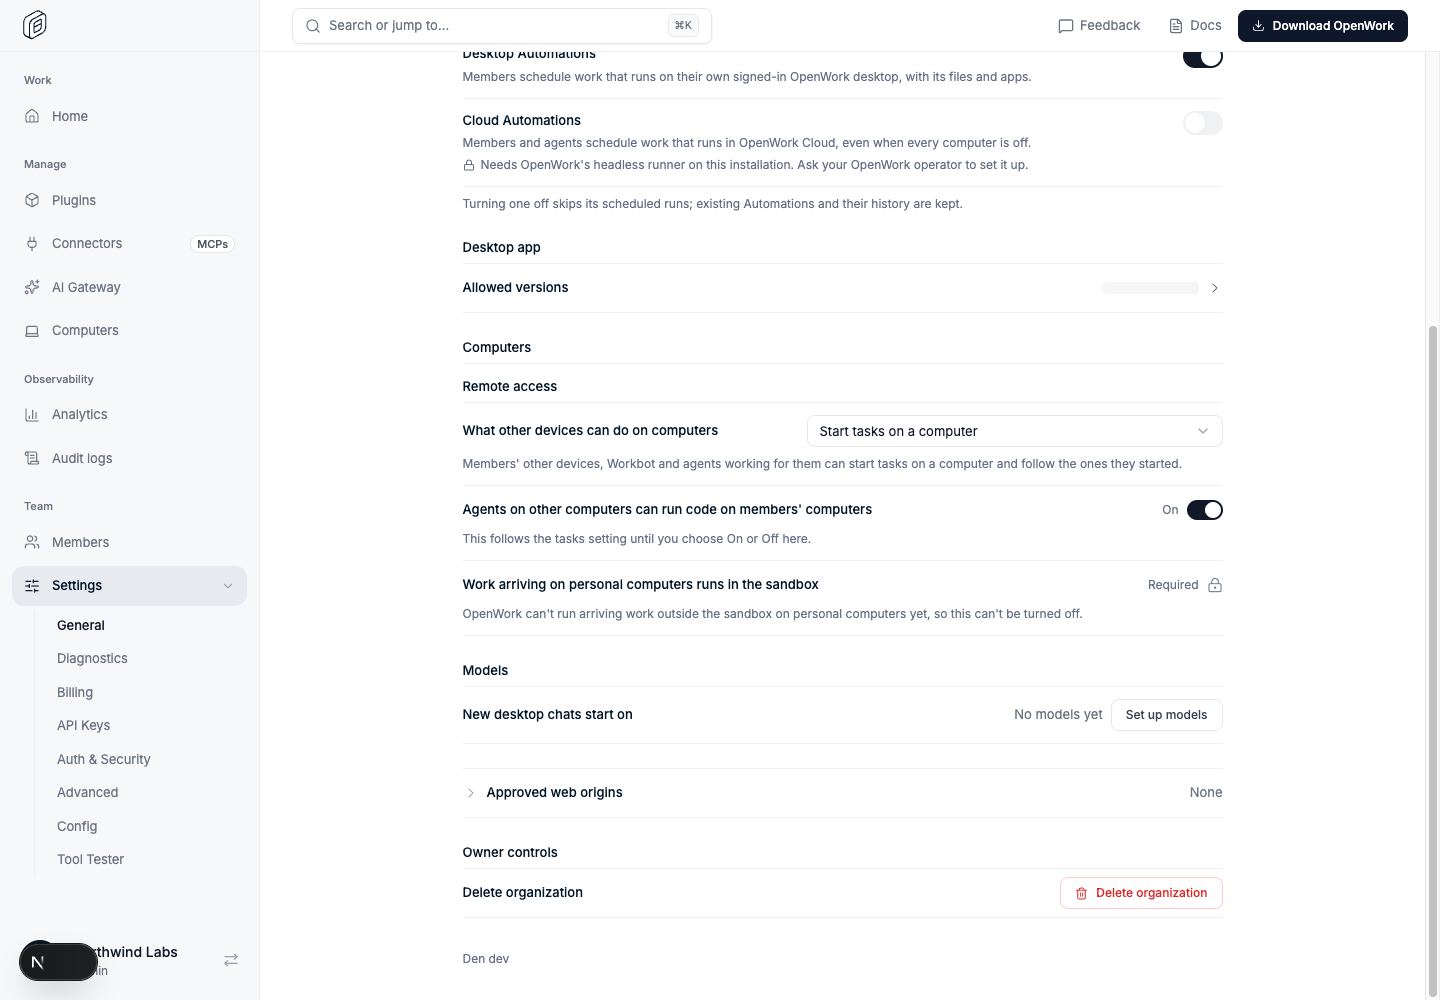 Search or jump to...
⌘K
Feedback
Docs
Download OpenWork
Work
Home
Manage
Plugins
Connectors
MCPs
AI Gateway
Computers
Observability
Analytics
Audit logs
Team
Members
Settings
General
Diagnostics
Billing
API Keys
Auth & Security
Advanced
Config
Tool Tester
N
rthwind Labs
Desktop Automations
Members schedule work that runs on their own signed-in OpenWork desktop, with its files and apps.
Cloud Automations
Members and agents schedule work that runs in OpenWork Cloud, even when every computer is off.
Needs OpenWork's headless runner on this installation. Ask your OpenWork operator to set it up.
Turning one off skips its scheduled runs; existing Automations and their history are kept.
Desktop app
Allowed versions
Computers
Remote access
What other devices can do on computers
Start tasks on a computer
Members' other devices, Workbot and agents working for them can start tasks on a computer and follow the ones they started.
Agents on other computers can run code on members' computers
On
This follows the tasks setting until you choose On or Off here.
Work arriving on personal computers runs in the sandbox
Required
OpenWork can't run arriving work outside the sandbox on personal computers yet, so this can't be turned off.
Models
New desktop chats start on
No models yet
Set up models
Approved web origins
None
Owner controls
Delete organization
Delete organization
Den dev